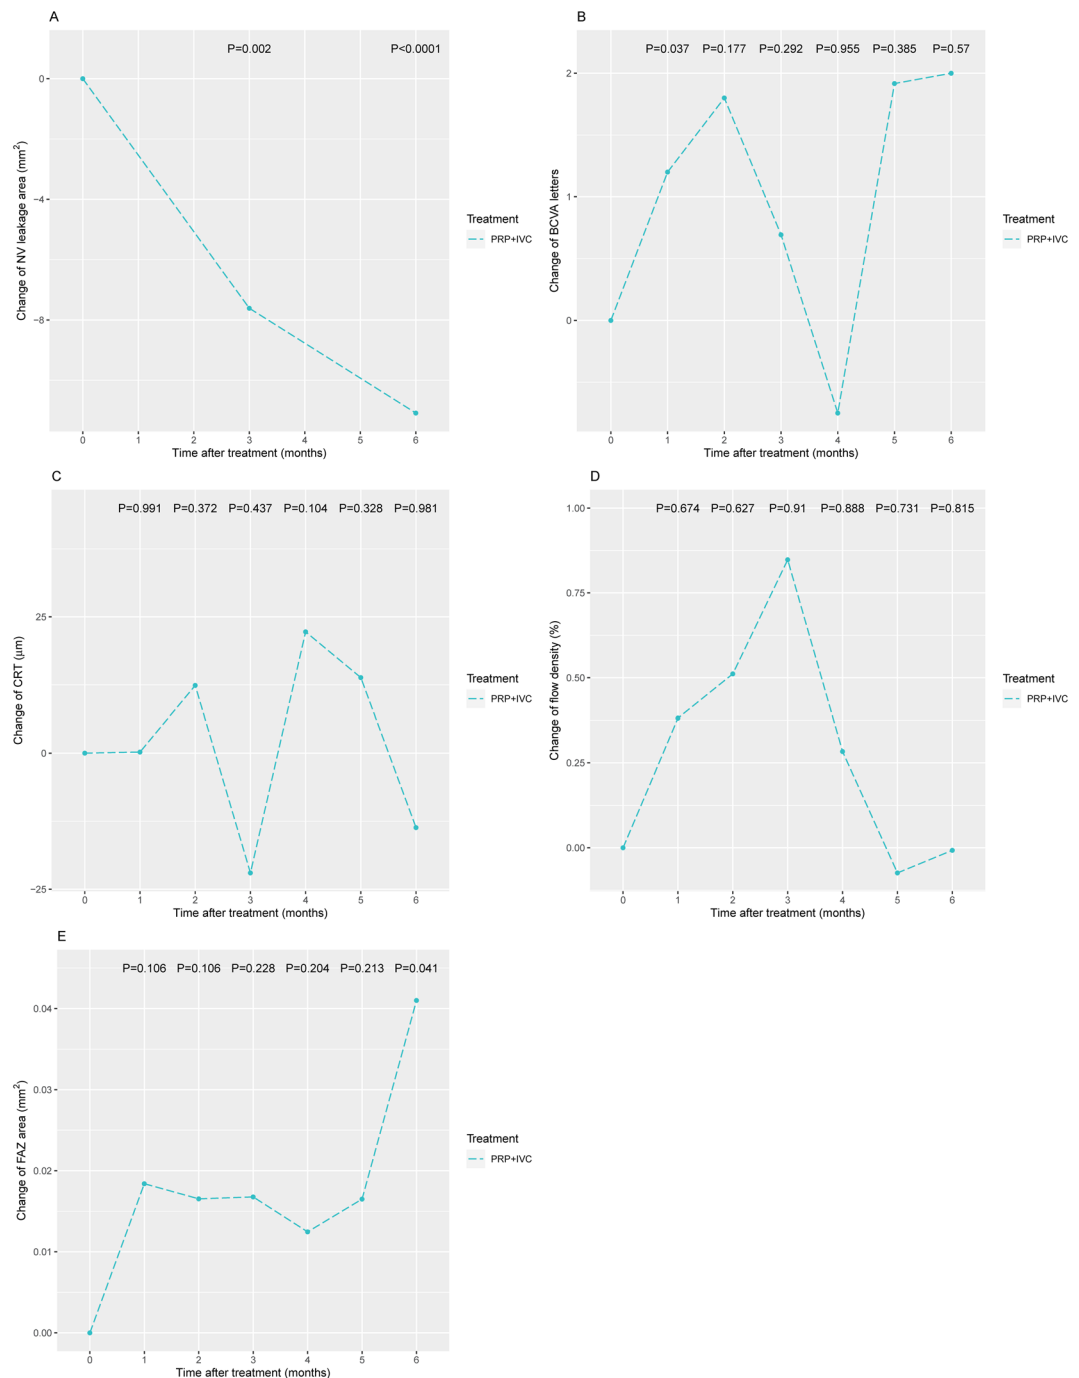 A
P=0.002 P<0.0001
0
−4
−8
Change of NV leakage area (mm²)
0 1 2 3 4 5 6
Time after treatment (months)
Treatment
PRP+IVC
B
P=0.037 P=0.177 P=0.292 P=0.955 P=0.385 P=0.57
2
1
0
Change of BCVA letters
0 1 2 3 4 5 6
Time after treatment (months)
Treatment
PRP+IVC
C
P=0.991 P=0.372 P=0.437 P=0.104 P=0.328 P=0.981
25
0
−25
Change of CRT (μm)
0 1 2 3 4 5 6
Time after treatment (months)
Treatment
PRP+IVC
D
P=0.674 P=0.627 P=0.91 P=0.888 P=0.731 P=0.815
1.00
0.75
0.50
0.25
0.00
Change of flow density (%)
0 1 2 3 4 5 6
Time after treatment (months)
Treatment
PRP+IVC
E
P=0.106 P=0.106 P=0.228 P=0.204 P=0.213 P=0.041
0.04
0.03
0.02
0.01
0.00
Change of FAZ area (mm²)
0 1 2 3 4 5 6
Time after treatment (months)
Treatment
PRP+IVC